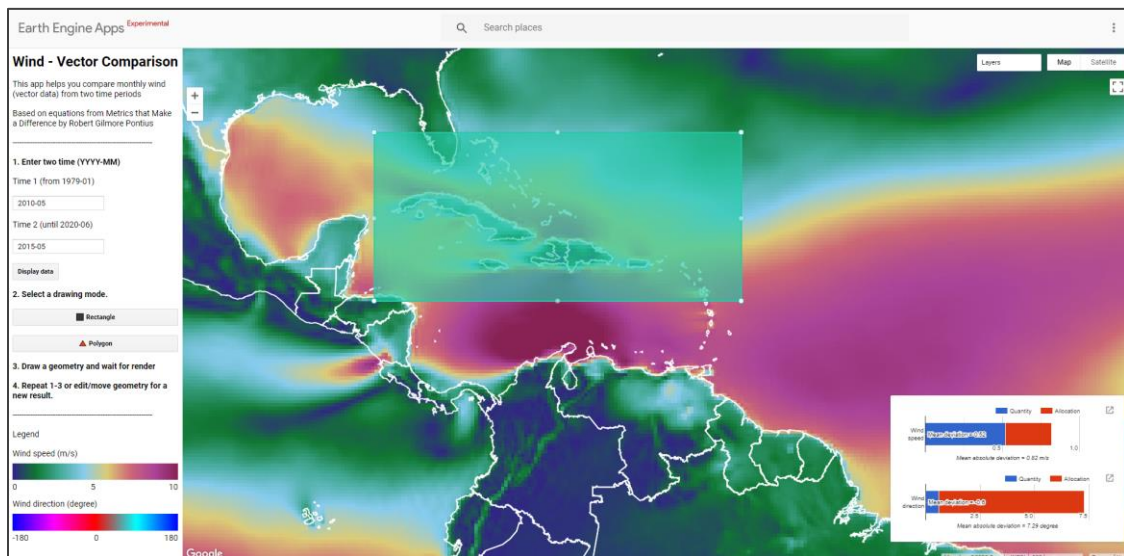 Earth Engine Apps Experimental
Search places
Wind - Vector Comparison
This app helps you compare monthly wind
(vector data) from two time periods
Based on equations from Metrics that Make
a Difference by Robert Gilmore Pontius
1. Enter two time (YYYY-MM)
Time 1 (from 1979-01)
2010-05
Time 2 (until 2020-06)
2015-05
Display data
2. Select a drawing mode.
Rectangle
Polygon
3. Draw a geometry and wait for render
4. Repeat 1-3 or edit/move geometry for a
new result.
Legend
Wind speed (m/s)
0 5 10
Wind direction (degree)
-180 0 180
+
−
Layers
Map Satellite
Quantity Allocation
Wind
speed
Mean deviation = 0.52
0.5 1.0
Mean absolute deviation = 0.82 m/s
Quantity Allocation
Wind
direction
2.5 5.0 7.5
Mean absolute deviation = 7.29 degree
Google